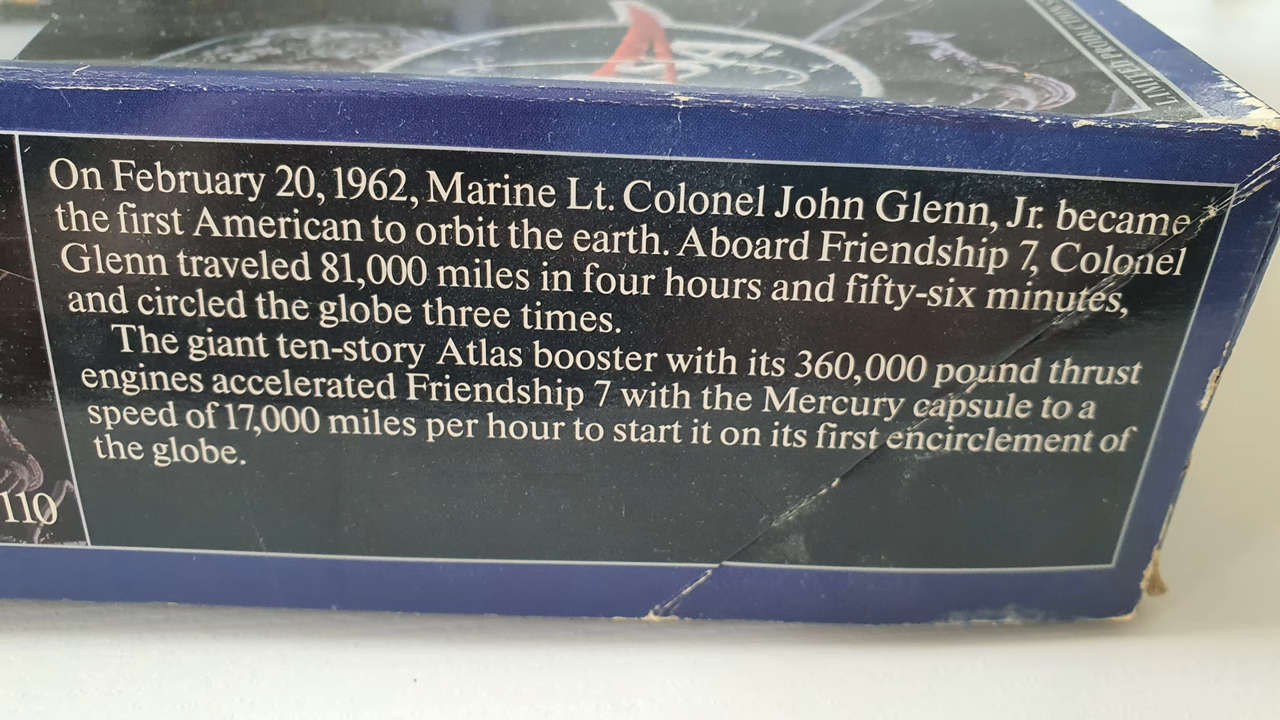 LIMITED PRODUCTION
On February 20, 1962, Marine Lt. Colonel John Glenn, Jr. became
the first American to orbit the earth. Aboard Friendship 7, Colonel
Glenn traveled 81,000 miles in four hours and fifty-six minutes,
and circled the globe three times.
The giant ten-story Atlas booster with its 360,000 pound thrust
engines accelerated Friendship 7 with the Mercury capsule to a
speed of 17,000 miles per hour to start it on its first encirclement of
the globe.
110